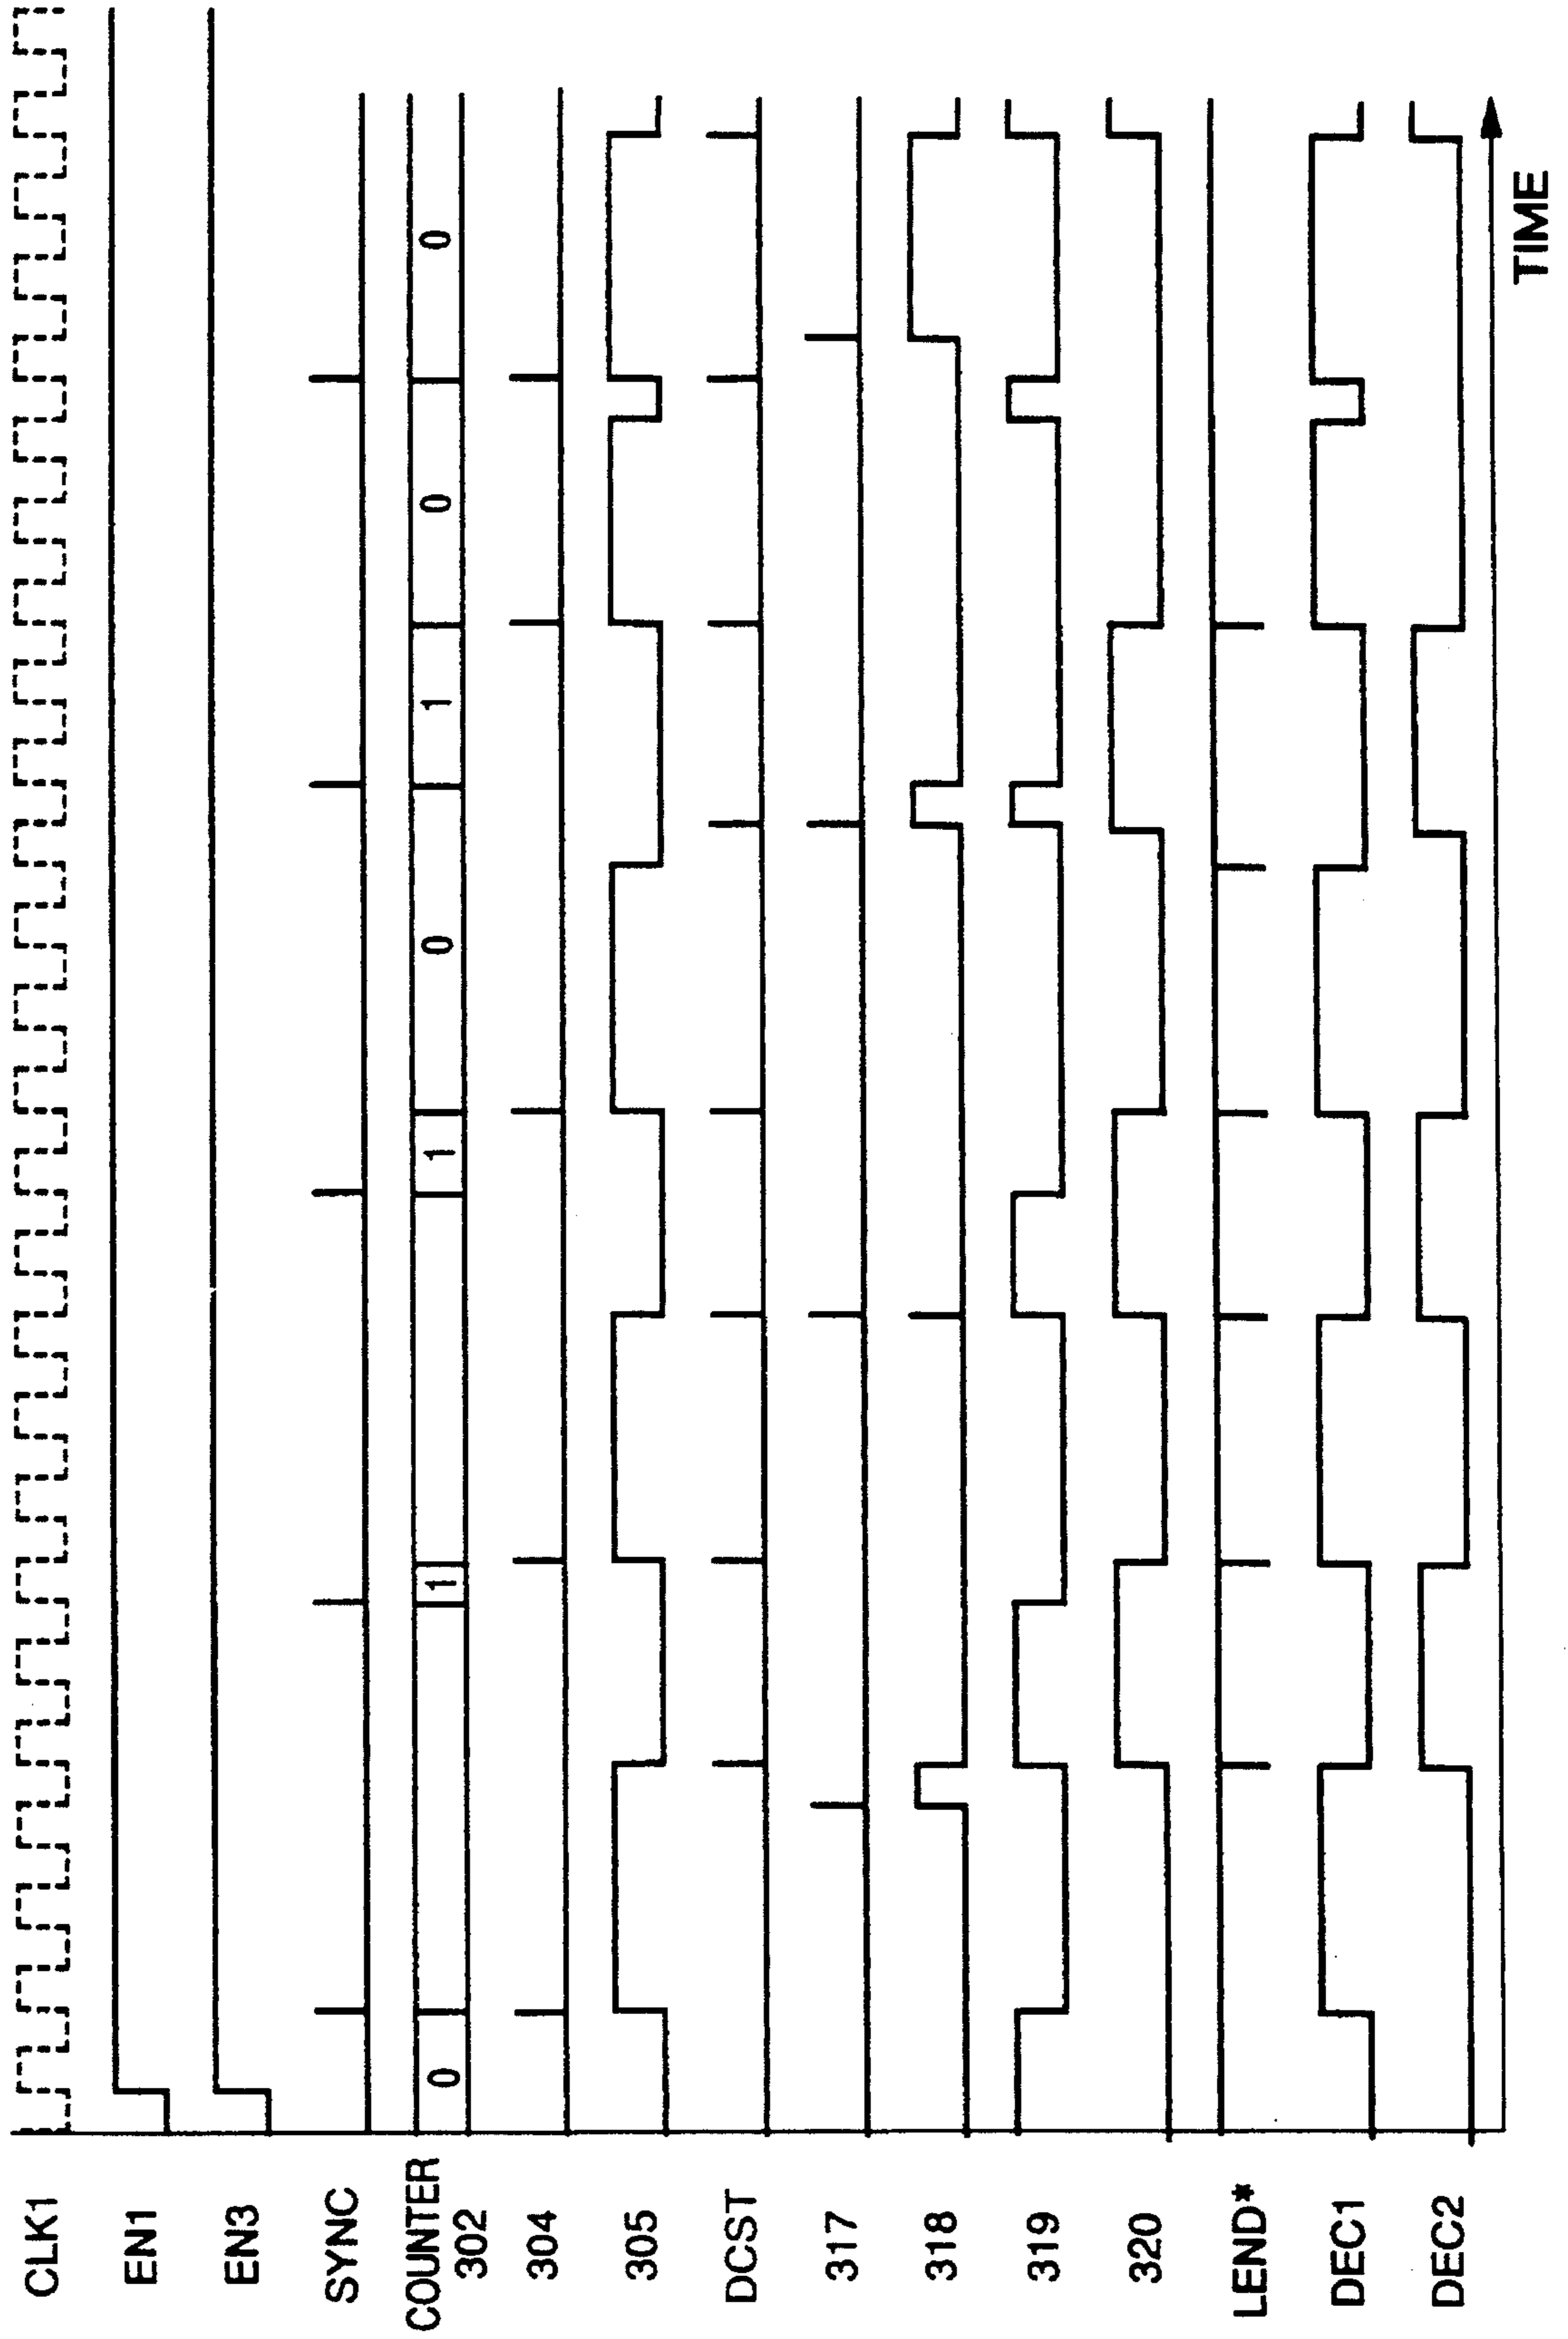 CLK1
EN1
EN3
SYNC
COUNTER
302
0 1 1 0 1 0 0
304
305
DCST
317
318
319
320
LEND*
DEC1
DEC2
TIME